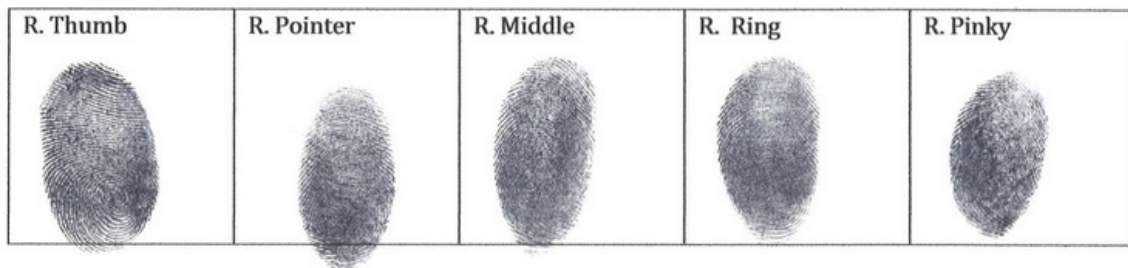 R. Thumb
R. Pointer
R. Middle
R. Ring
R. Pinky